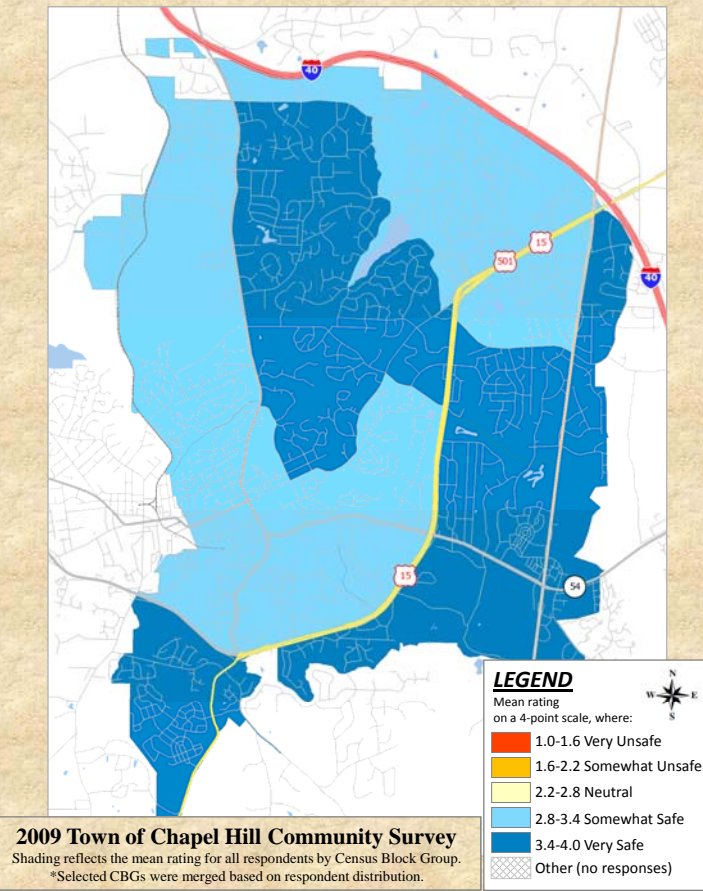 40
15
501
40
15
54
LEGEND
N
W E
S
Mean rating
on a 4-point scale, where:
1.0-1.6 Very Unsafe
1.6-2.2 Somewhat Unsafe
2.2-2.8 Neutral
2.8-3.4 Somewhat Safe
3.4-4.0 Very Safe
Other (no responses)
2009 Town of Chapel Hill Community Survey
Shading reflects the mean rating for all respondents by Census Block Group.
*Selected CBGs were merged based on respondent distribution.